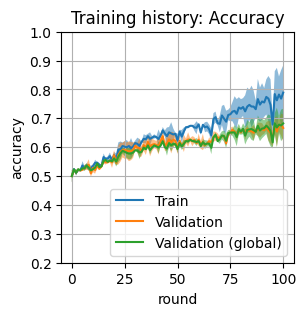 Training history: Accuracy
1.0
0.9
0.8
0.7
0.6
0.5
0.4
0.3
0.2
accuracy
Train
Validation
Validation (global)
0 25 50 75 100
round